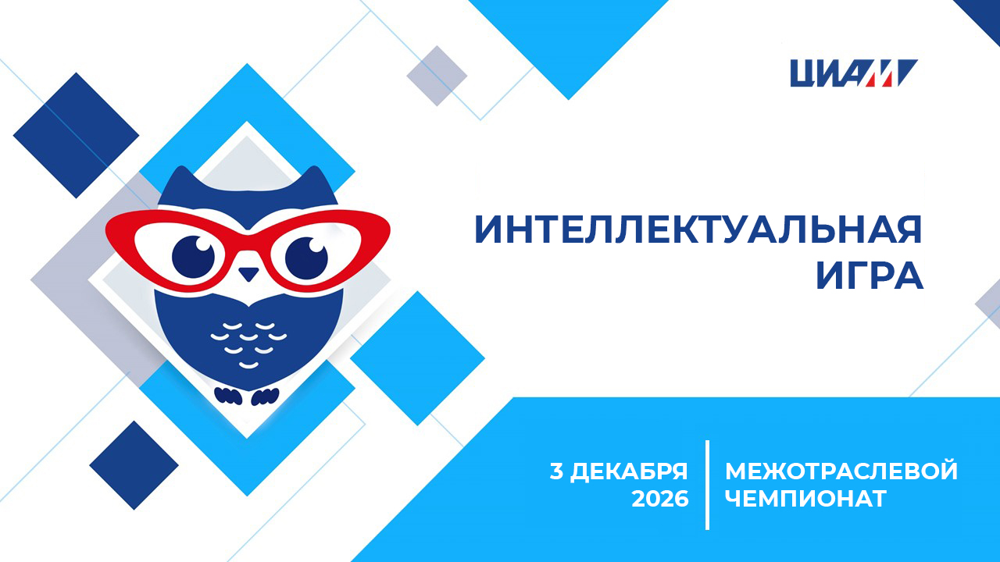 ЦИАМ
ИНТЕЛЛЕКТУАЛЬНАЯ
ИГРА
3 ДЕКАБРЯ
2026
МЕЖОТРАСЛЕВОЙ
ЧЕМПИОНАТ